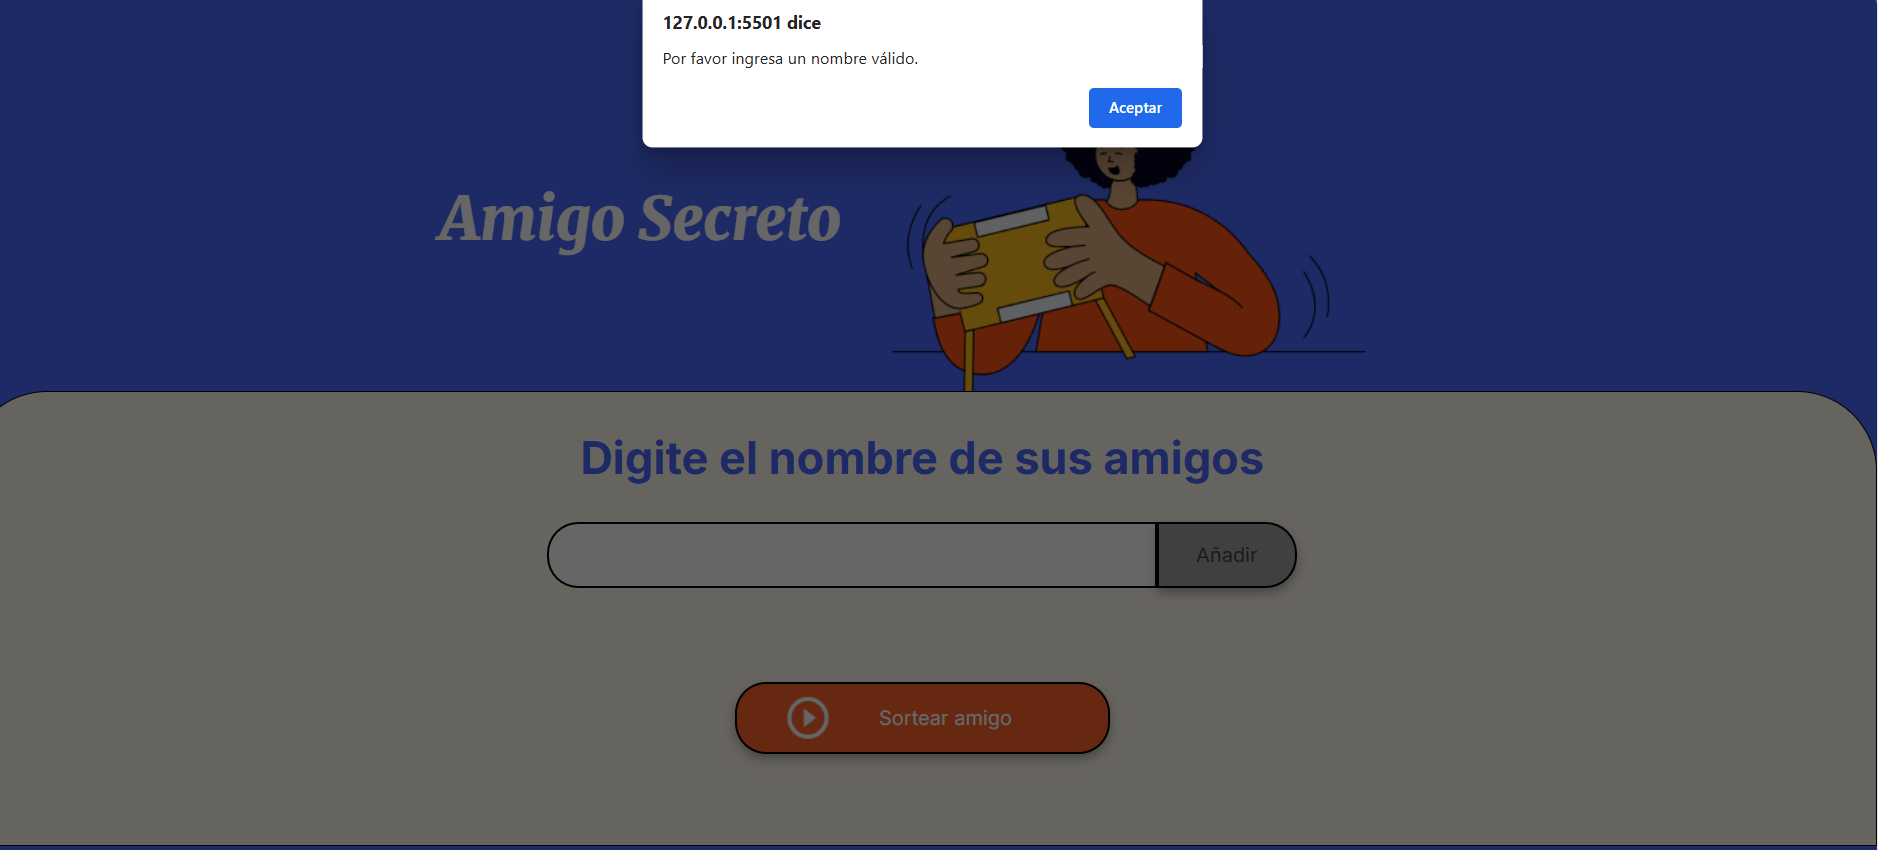 127.0.0.1:5501 dice
Por favor ingresa un nombre válido.
Aceptar
Amigo Secreto
Digite el nombre de sus amigos
Añadir
Sortear amigo